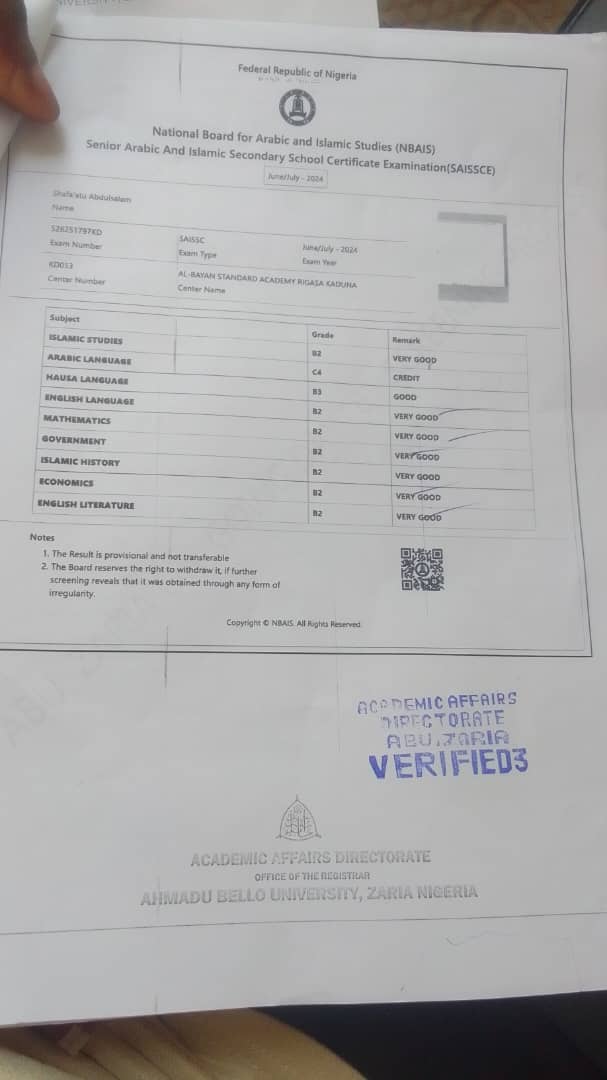 Federal Republic of Nigeria
National Board for Arabic and Islamic Studies (NBAIS)
Senior Arabic And Islamic Secondary School Certificate Examination(SAISSCE)
June/July - 2024
Shafa'atu Abdulsalam
Name
526251797KD SAISSC June/July - 2024
Exam Number Exam Type Exam Year
KD053 AL-BAYAN STANDARD ACADEMY RIGASA KADUNA
Center Number Center Name
Subject Grade Remark
ISLAMIC STUDIES B2 VERY GOOD
ARABIC LANGUAGE C4 CREDIT
HAUSA LANGUAGE B3 GOOD
ENGLISH LANGUAGE B2 VERY GOOD
MATHEMATICS B2 VERY GOOD
GOVERNMENT B2 VERY GOOD
ISLAMIC HISTORY B2 VERY GOOD
ECONOMICS B2 VERY GOOD
ENGLISH LITERATURE B2 VERY GOOD
Notes
1. The Result is provisional and not transferable
2. The Board reserves the right to withdraw it, if further
screening reveals that it was obtained through any form of
irregularity.
Copyright © NBAIS. All Rights Reserved.
ACADEMIC AFFAIRS
DIRECTORATE
ABU, ZARIA
VERIFIED3
ACADEMIC AFFAIRS DIRECTORATE
OFFICE OF THE REGISTRAR
AHMADU BELLO UNIVERSITY, ZARIA NIGERIA